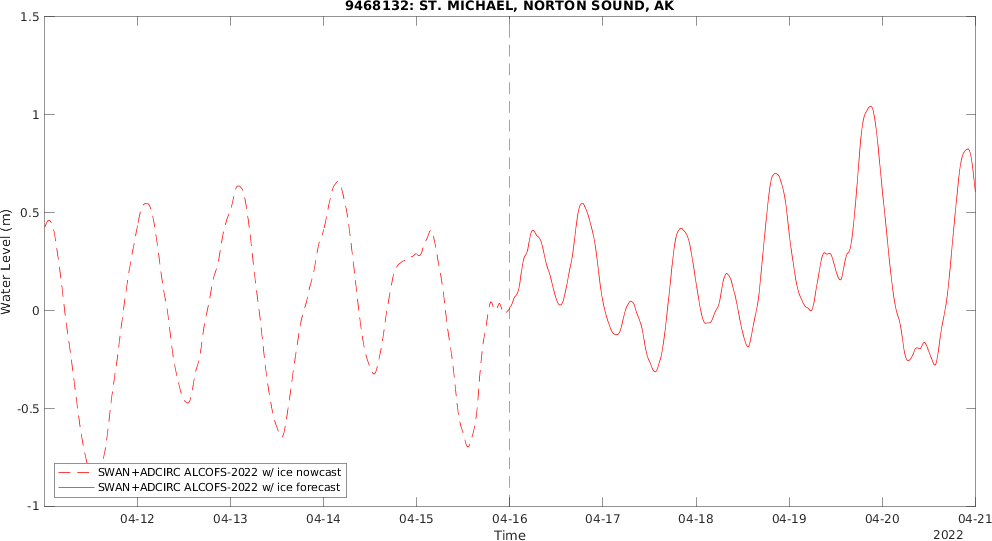 9468132: ST. MICHAEL, NORTON SOUND, AK
1.5
1
0.5
0
-0.5
-1
Water Level (m)
SWAN+ADCIRC ALCOFS-2022 w/ ice nowcast
SWAN+ADCIRC ALCOFS-2022 w/ ice forecast
04-12 04-13 04-14 04-15 04-16 04-17 04-18 04-19 04-20 04-21
Time
2022